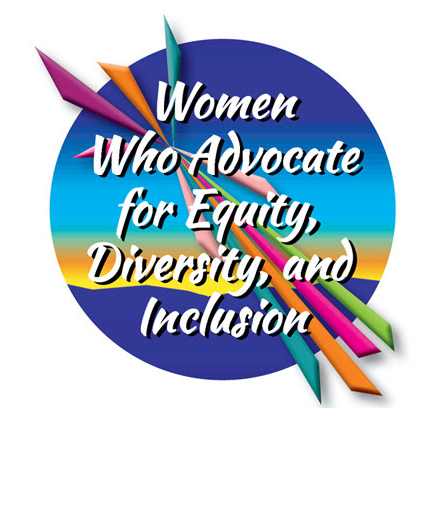 Women
Who Advocate
for Equity,
Diversity, and
Inclusion